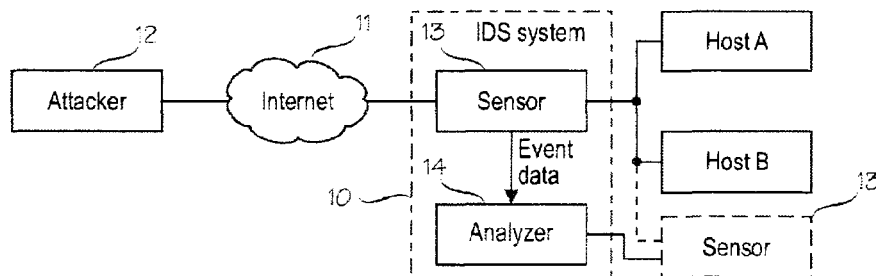 12
11
13
IDS system
Host A
Attacker
Internet
Sensor
Event
data
Host B
10
14
13
Analyzer
Sensor